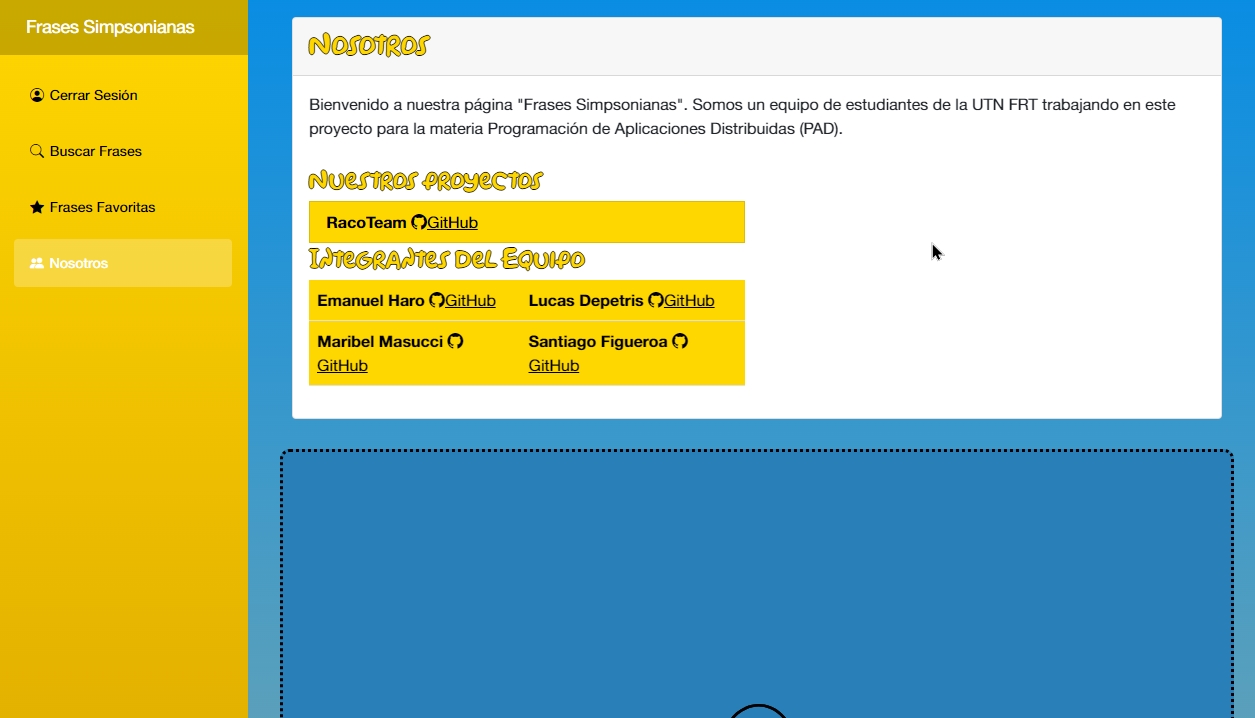 Frases Simpsonianas
Cerrar Sesión
Buscar Frases
Frases Favoritas
Nosotros
Nosotros
Bienvenido a nuestra página "Frases Simpsonianas". Somos un equipo de estudiantes de la UTN FRT trabajando en este
proyecto para la materia Programación de Aplicaciones Distribuidas (PAD).
Nuestros proyectos
RacoTeam GitHub
Integrantes del Equipo
Emanuel Haro GitHub
Lucas Depetris GitHub
Maribel Masucci
GitHub
Santiago Figueroa
GitHub